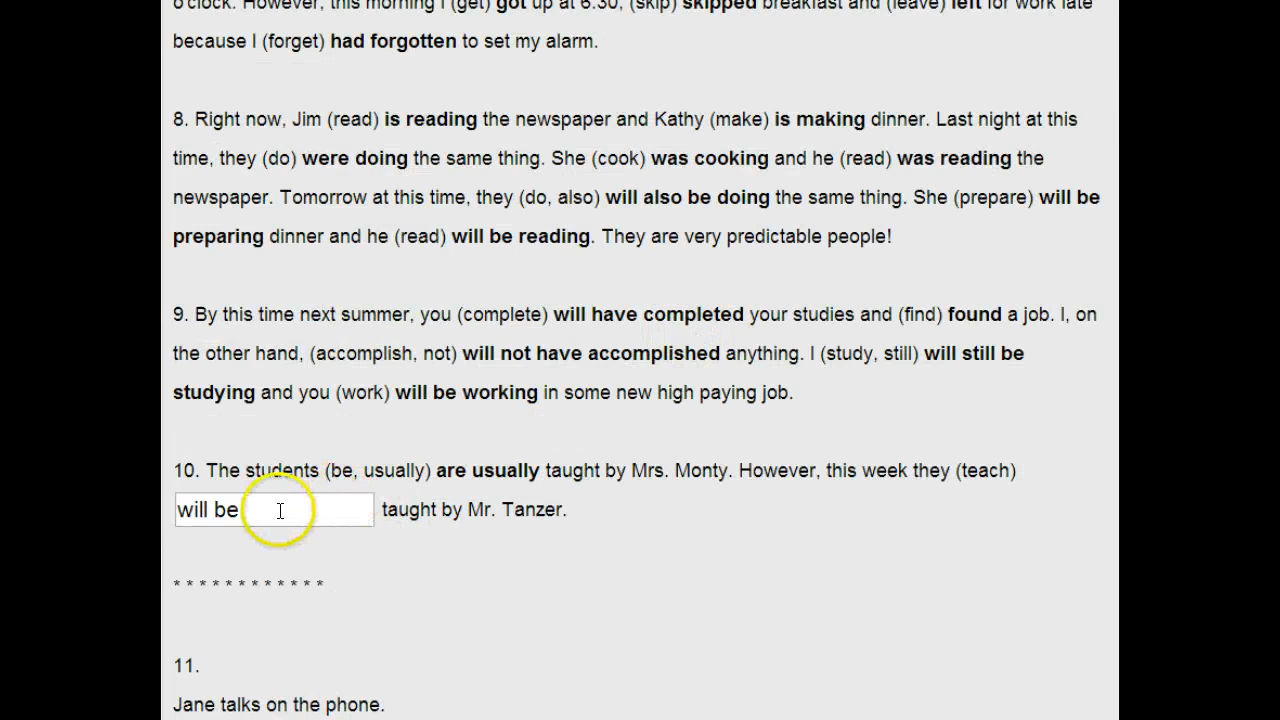 o'clock. However, this morning I (get) got up at 6:30, (skip) skipped breakfast and (leave) left for work late
because I (forget) had forgotten to set my alarm.
8. Right now, Jim (read) is reading the newspaper and Kathy (make) is making dinner. Last night at this
time, they (do) were doing the same thing. She (cook) was cooking and he (read) was reading the
newspaper. Tomorrow at this time, they (do, also) will also be doing the same thing. She (prepare) will be
preparing dinner and he (read) will be reading. They are very predictable people!
9. By this time next summer, you (complete) will have completed your studies and (find) found a job. I, on
the other hand, (accomplish, not) will not have accomplished anything. I (study, still) will still be
studying and you (work) will be working in some new high paying job.
10. The students (be, usually) are usually taught by Mrs. Monty. However, this week they (teach)
will be taught by Mr. Tanzer.
* * * * * * * * * * * *
11.
Jane talks on the phone.